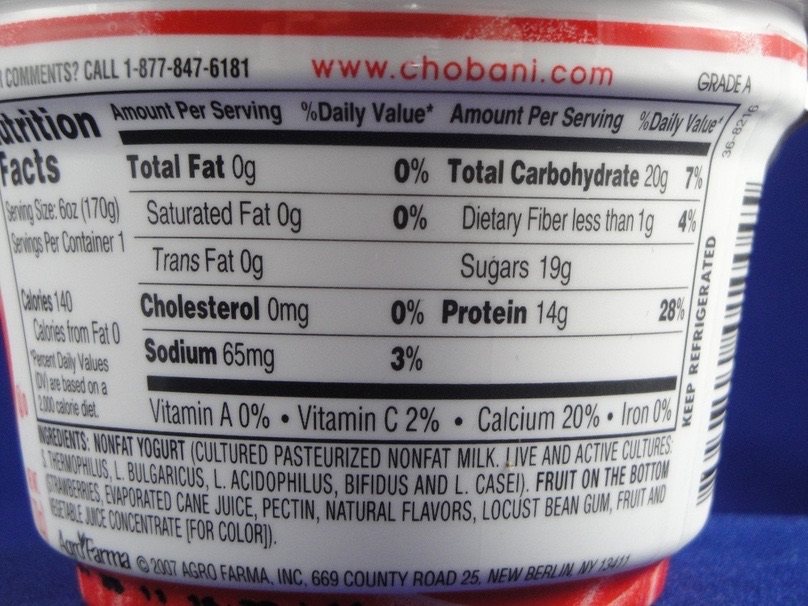 COMMENTS? CALL 1-877-847-6181 www.chobani.com GRADE A
Facts
Serving Size: 6oz (170g)
Servings Per Container 1
Calories 140
Calories from Fat 0
*Percent Daily Values
(DV) are based on a
2,000 calorie diet.
Amount Per Serving %Daily Value* Amount Per Serving %Daily Value*
Total Fat 0g 0% Total Carbohydrate 20g 7%
Saturated Fat 0g 0% Dietary Fiber less than 1g 4%
Trans Fat 0g Sugars 19g
Cholesterol 0mg 0% Protein 14g 28%
Sodium 65mg 3%
Vitamin A 0% • Vitamin C 2% • Calcium 20% • Iron 0%
INGREDIENTS: NONFAT YOGURT (CULTURED PASTEURIZED NONFAT MILK. LIVE AND ACTIVE CULTURES:
THERMOPHILUS, L. BULGARICUS, L. ACIDOPHILUS, BIFIDUS AND L. CASEI). FRUIT ON THE BOTTOM
(STRAWBERRIES, EVAPORATED CANE JUICE, PECTIN, NATURAL FLAVORS, LOCUST BEAN GUM, FRUIT AND
VEGETABLE JUICE CONCENTRATE [FOR COLOR]).
Agro Farma © 2007 AGRO FARMA, INC, 669 COUNTY ROAD 25, NEW BERLIN, NY 13411
KEEP REFRIGERATED
36-8216